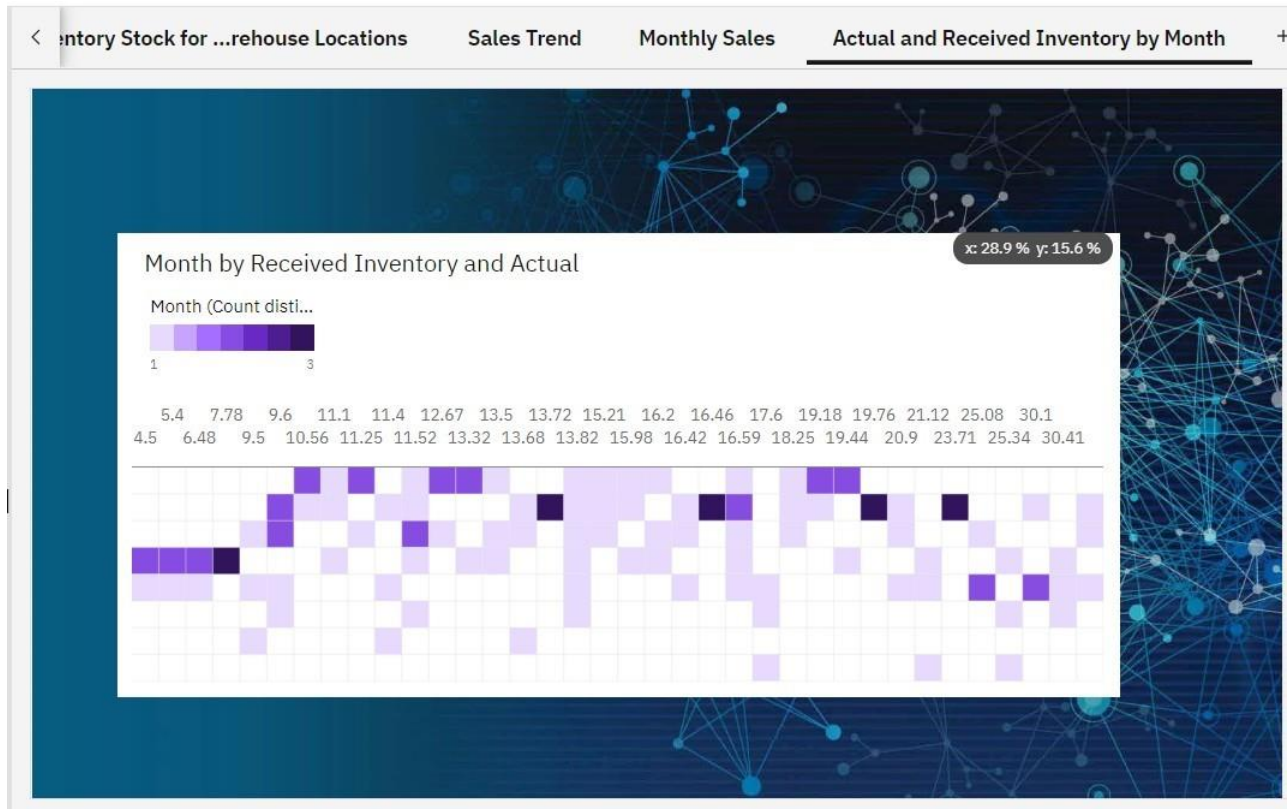 entory Stock for ...rehouse Locations Sales Trend Monthly Sales Actual and Received Inventory by Month +
x: 28.9 % y: 15.6 %
Month by Received Inventory and Actual
Month (Count disti...
1 3
5.4 7.78 9.6 11.1 11.4 12.67 13.5 13.72 15.21 16.2 16.46 17.6 19.18 19.76 21.12 25.08 30.1
4.5 6.48 9.5 10.56 11.25 11.52 13.32 13.68 13.82 15.98 16.42 16.59 18.25 19.44 20.9 23.71 25.34 30.41